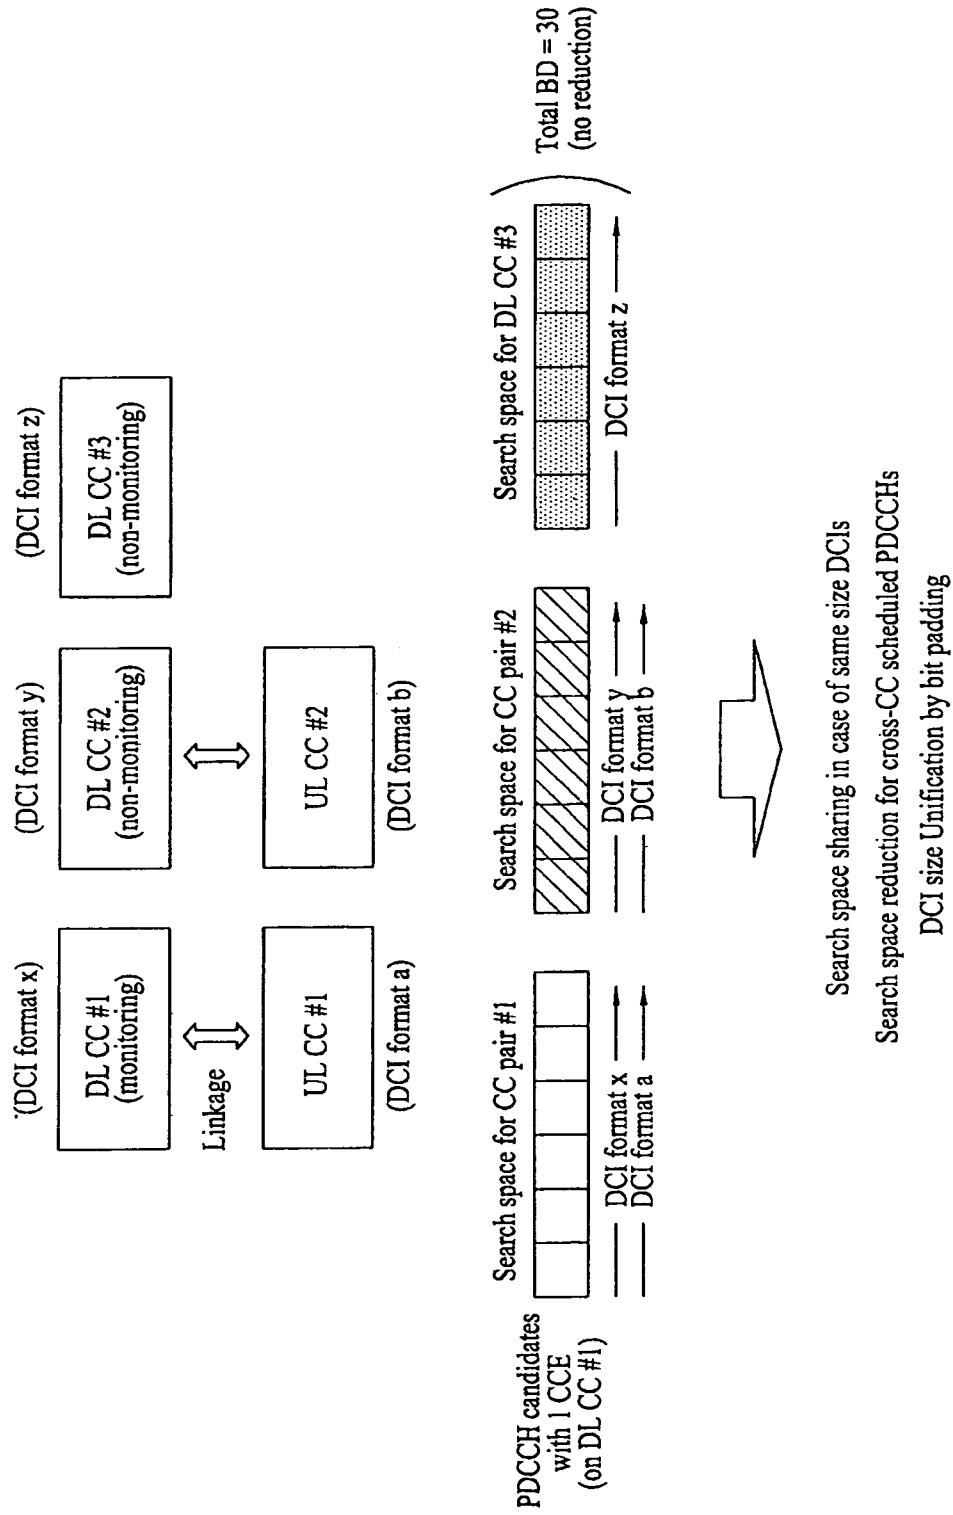 (DCI format x)
(DCI format y)
(DCI format z)
DL CC #1
(monitoring)
DL CC #2
(non-monitoring)
DL CC #3
(non-monitoring)
Linkage
UL CC #1
UL CC #2
(DCI format a)
(DCI format b)
PDCCH candidates
with 1 CCE
(on DL CC #1)
Search space for CC pair #1
DCI format x
DCI format a
Search space for CC pair #2
DCI format y
DCI format b
Search space for DL CC #3
DCI format z
Total BD = 30
(no reduction)
Search space sharing in case of same size DCIs
Search space reduction for cross-CC scheduled PDCCHs
DCI size Unification by bit padding